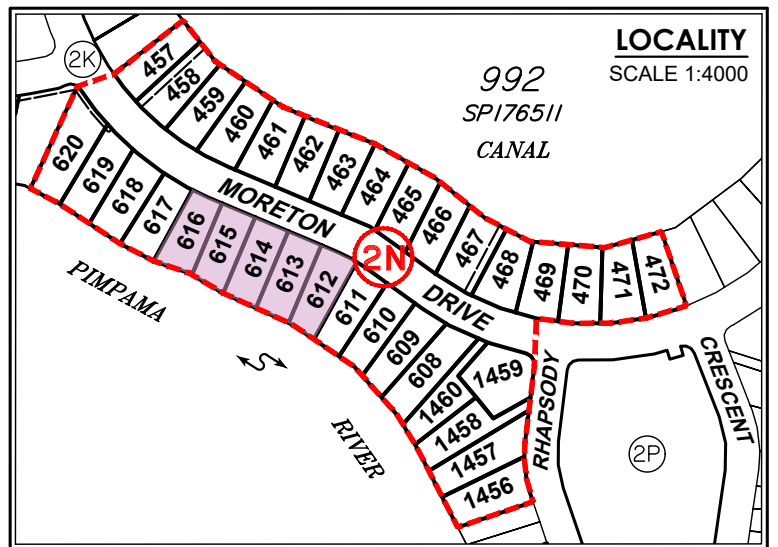 LOCALITY
SCALE 1:4000
992
SP176511
CANAL
2K
457
458
459
460
461
462
463
464
465
466
467
468
469
470
471
472
MORETON
2N
DRIVE
620
619
618
617
616
615
614
613
612
611
610
609
608
1460
1459
1458
1457
1456
PIMPAMA
RIVER
RHAPSODY
CRESCENT
2P